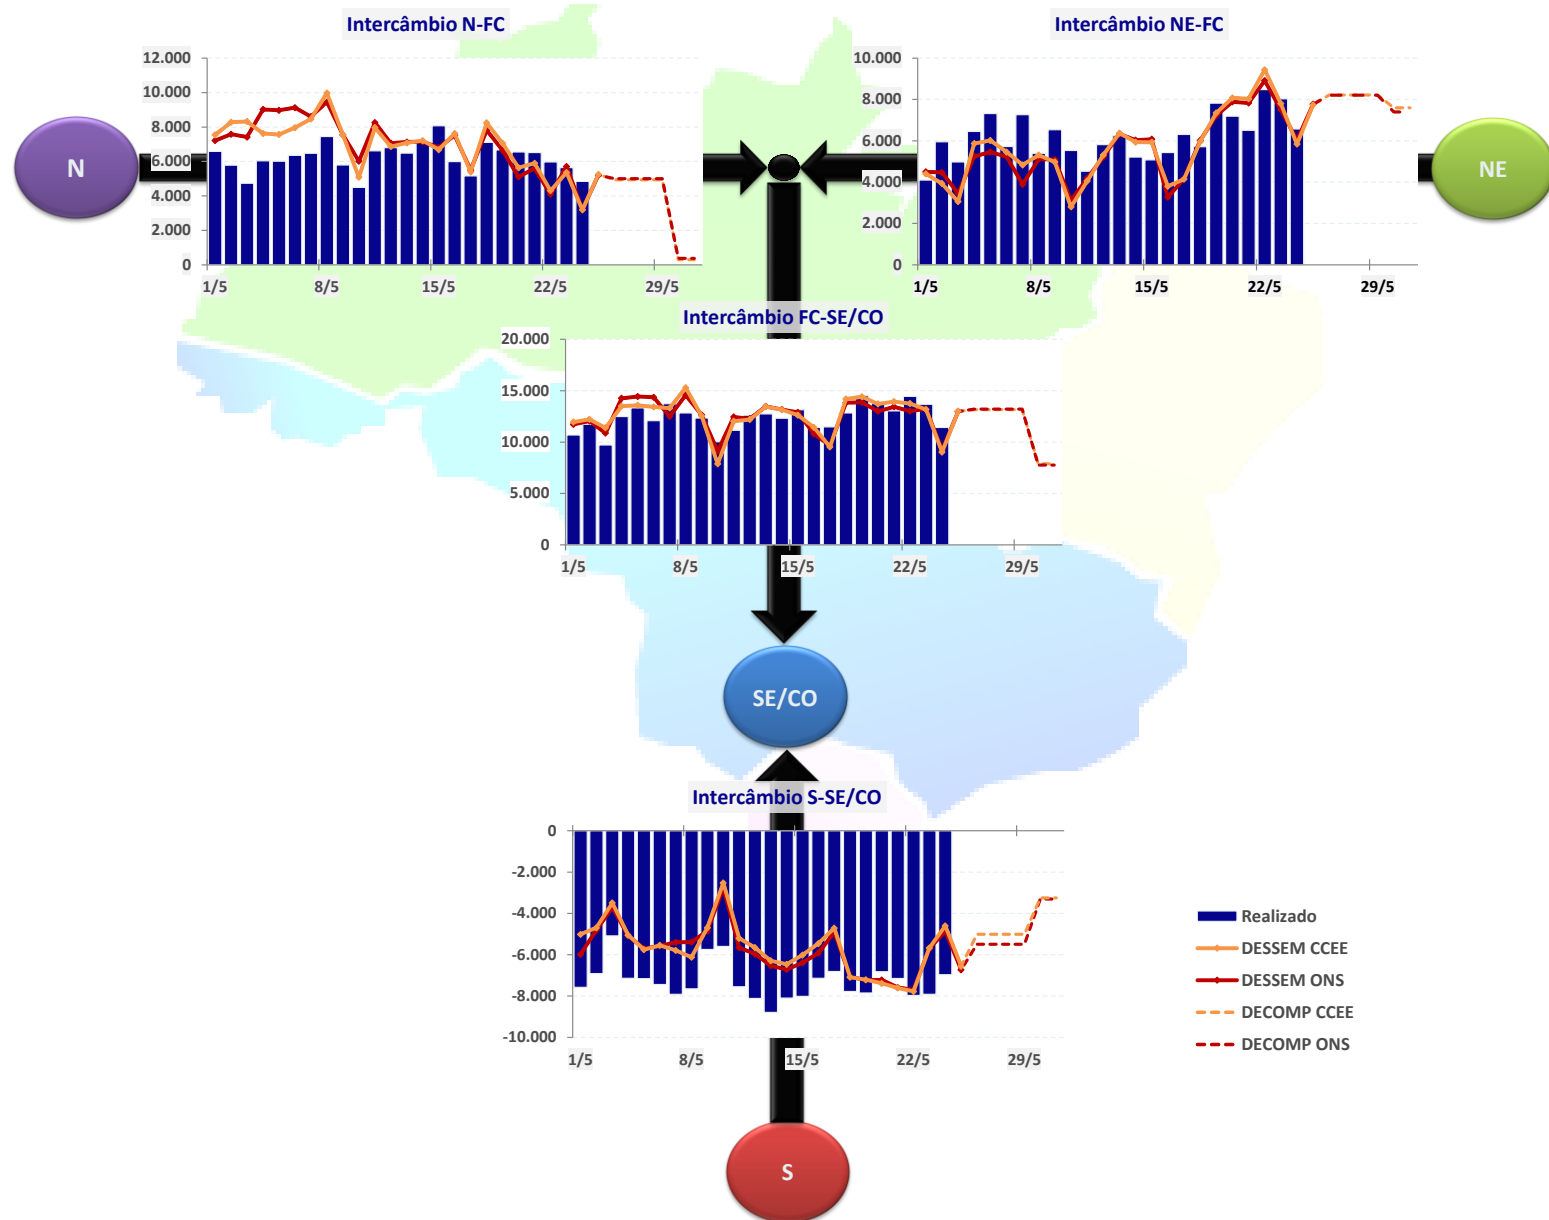 Intercâmbio N-FC
12.000
10.000
8.000
6.000
4.000
2.000
0
1/5 8/5 15/5 22/5 29/5
N
Intercâmbio NE-FC
10.000
8.000
6.000
4.000
2.000
0
1/5 8/5 15/5 22/5 29/5
NE
Intercâmbio FC-SE/CO
20.000
15.000
10.000
5.000
0
1/5 8/5 15/5 22/5 29/5
SE/CO
Intercâmbio S-SE/CO
0
-2.000
-4.000
-6.000
-8.000
-10.000
1/5 8/5 15/5 22/5 29/5
Realizado
DESSEM CCEE
DESSEM ONS
DECOMP CCEE
DECOMP ONS
S